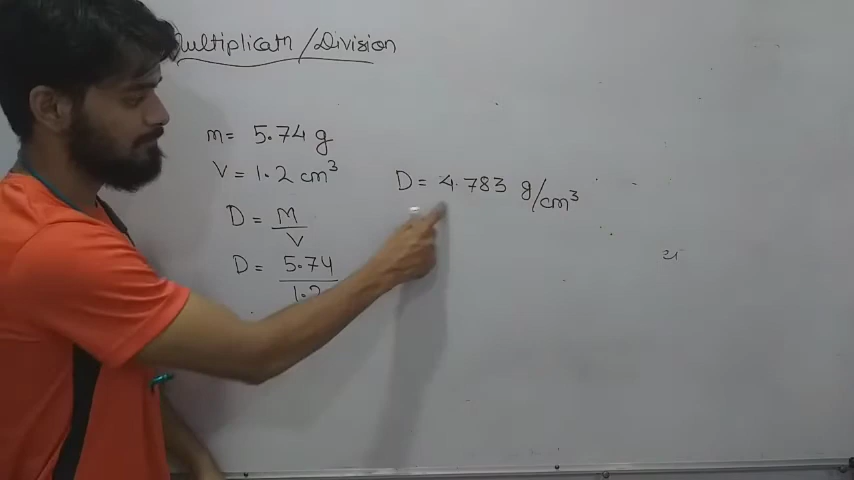 Multiplicatn / Division
m = 5.74 g
V = 1.2 cm³
D = M/V
D = 5.74/1.2
D = 4.783 g/cm³